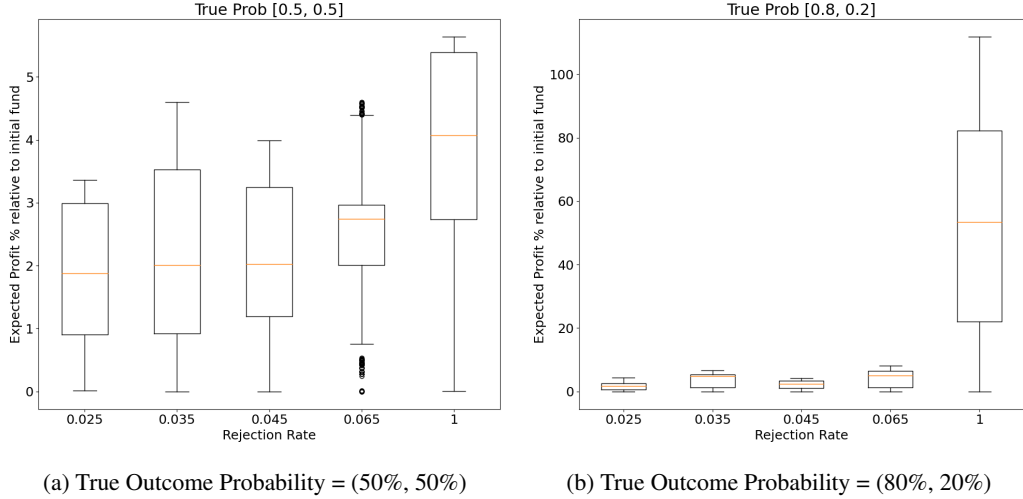 True Prob [0.5, 0.5]
Expected Profit % relative to initial fund
5
4
3
2
1
0
0.025 0.035 0.045 0.065 1
Rejection Rate
(a) True Outcome Probability = (50%, 50%)
True Prob [0.8, 0.2]
Expected Profit % relative to initial fund
100
80
60
40
20
0
0.025 0.035 0.045 0.065 1
Rejection Rate
(b) True Outcome Probability = (80%, 20%)